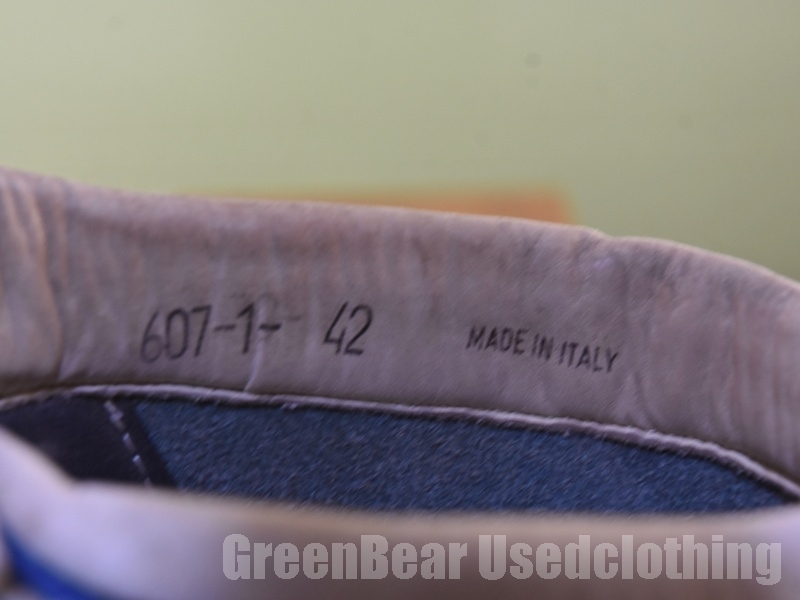 607-1- 42 MADE IN ITALY
GreenBear Usedclothing